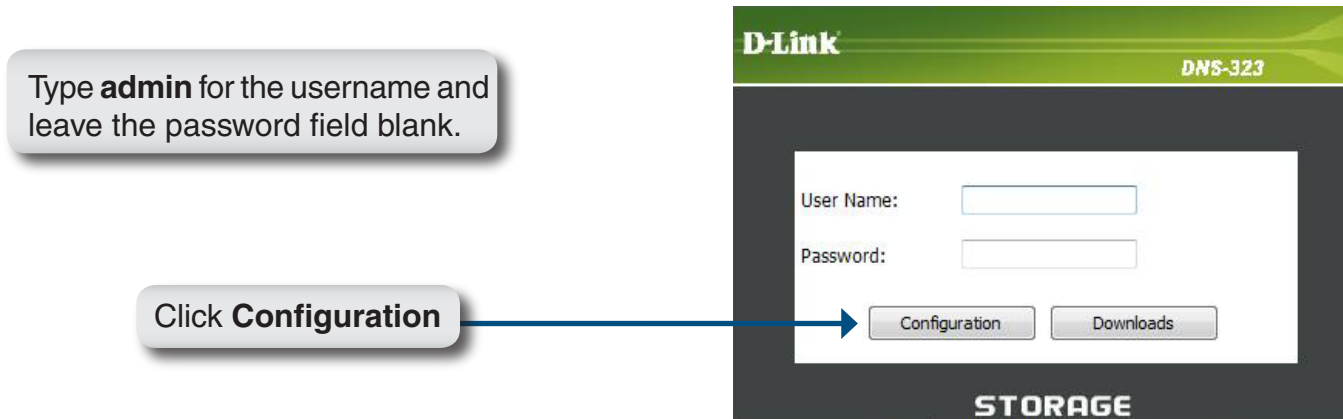 D-Link
DNS-323
Type admin for the username and
leave the password field blank.
User Name:
Password:
Click Configuration
Configuration
Downloads
STORAGE